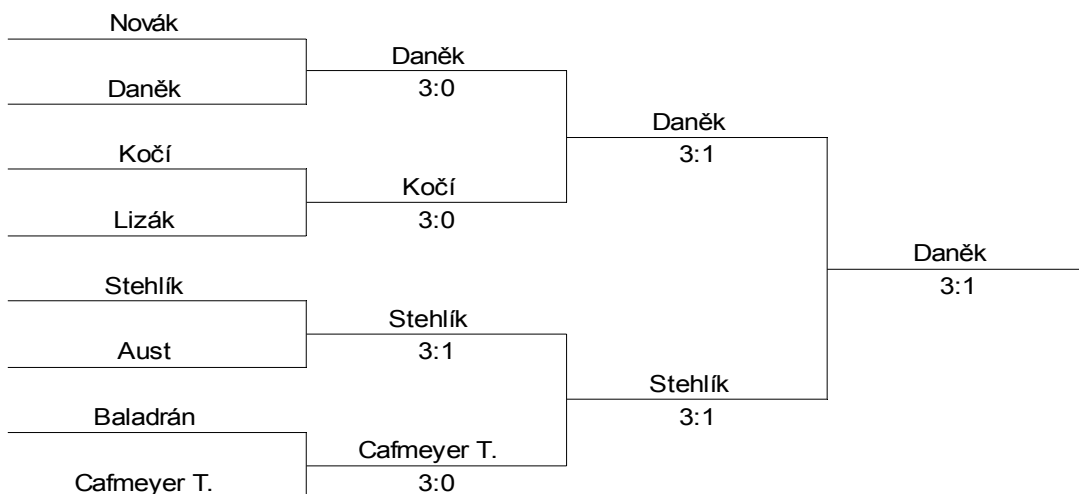 Novák
Daněk
Daněk
3:0
Daněk
Kočí
3:1
Kočí
Lizák
3:0
Daněk
Stehlík
3:1
Stehlík
Aust
3:1
Stehlík
Baladrán
3:1
Cafmeyer T.
Cafmeyer T.
3:0